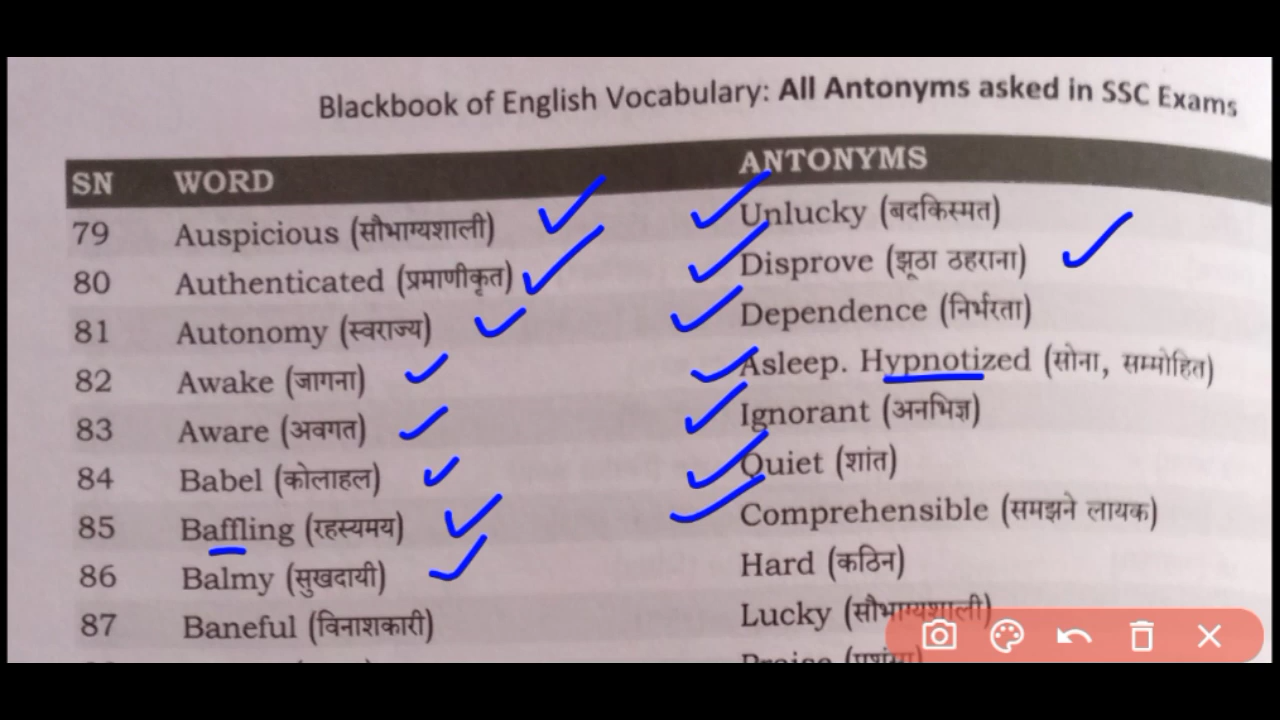 Blackbook of English Vocabulary: All Antonyms asked in SSC Exams
SN WORD ANTONYMS
79 Auspicious (सौभाग्यशाली) Unlucky (बदकिस्मत)
80 Authenticated (प्रमाणीकृत) Disprove (झूठा ठहराना)
81 Autonomy (स्वराज्य) Dependence (निर्भरता)
82 Awake (जागना) Asleep. Hypnotized (सोना, सम्मोहित)
83 Aware (अवगत) Ignorant (अनभिज्ञ)
84 Babel (कोलाहल) Quiet (शांत)
85 Baffling (रहस्यमय) Comprehensible (समझने लायक)
86 Balmy (सुखदायी) Hard (कठिन)
87 Baneful (विनाशकारी) Lucky (सौभाग्यशाली)